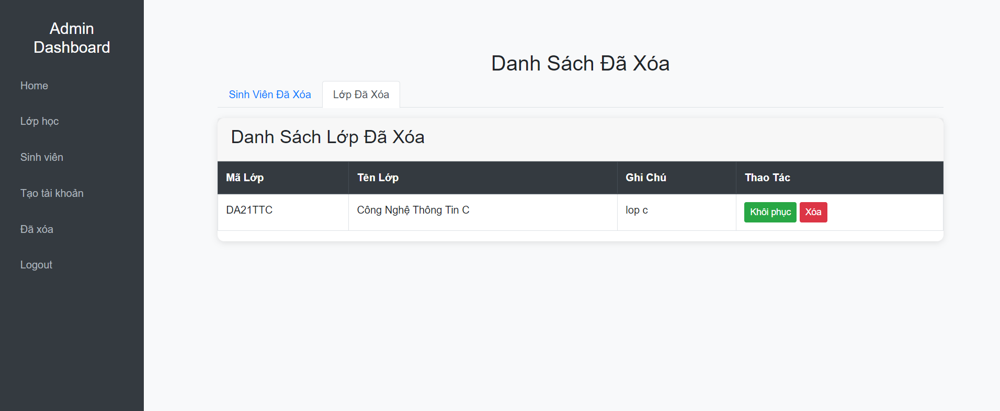 Admin
Dashboard
Home
Lớp học
Sinh viên
Tạo tài khoản
Đã xóa
Logout
Danh Sách Đã Xóa
Sinh Viên Đã Xóa
Lớp Đã Xóa
Danh Sách Lớp Đã Xóa
Mã Lớp Tên Lớp Ghi Chú Thao Tác
DA21TTC Công Nghệ Thông Tin C lop c Khôi phục Xóa